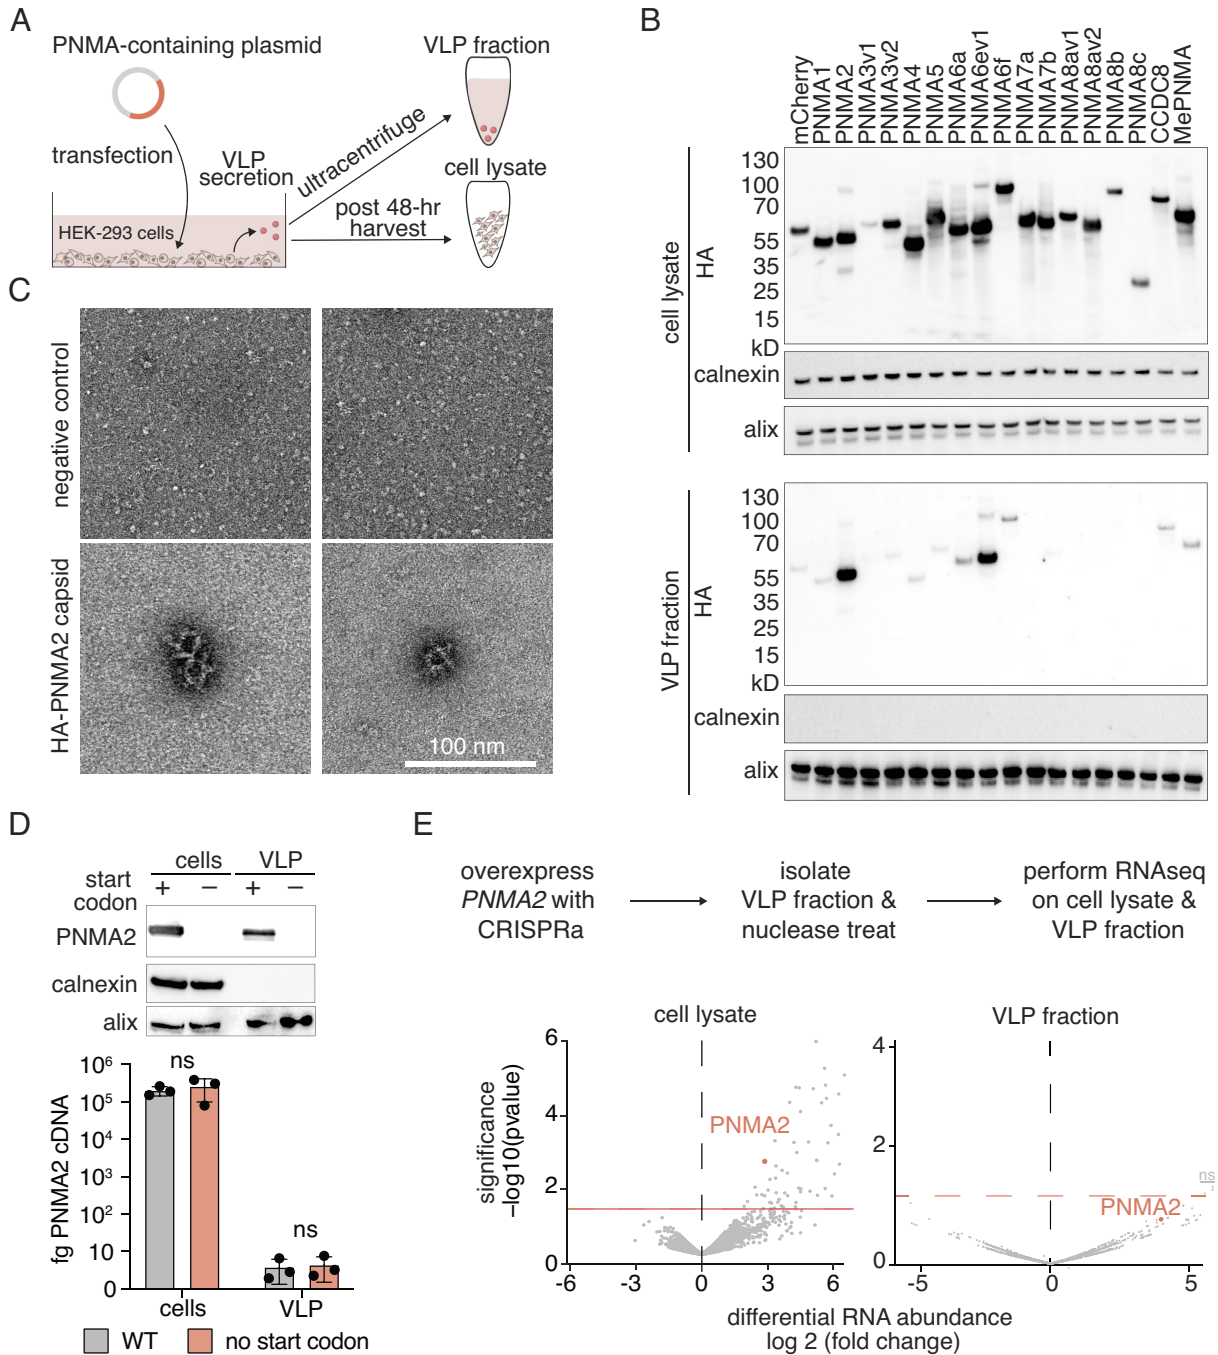 A
PNMA-containing plasmid
VLP fraction
transfection
VLP
secretion
ultracentrifuge
cell lysate
post 48-hr
harvest
HEK-293 cells
B
mCherry
PNMA1
PNMA2
PNMA3v1
PNMA3v2
PNMA4
PNMA5
PNMA6a
PNMA6ev1
PNMA6f
PNMA7a
PNMA7b
PNMA8av1
PNMA8av2
PNMA8b
PNMA8c
CCDC8
MePNMA
cell lysate
HA
130
100
70
55
35
25
15
kD
calnexin
alix
VLP fraction
HA
130
100
70
55
35
25
15
kD
calnexin
alix
C
negative control
HA-PNMA2 capsid
100 nm
D
cells VLP
start
codon
+ − + −
PNMA2
calnexin
alix
fg PNMA2 cDNA
10⁶
10⁵
10⁴
10³
10²
10
0
ns
ns
cells VLP
WT no start codon
E
overexpress
PNMA2 with
CRISPRa
isolate
VLP fraction &
nuclease treat
perform RNAseq
on cell lysate &
VLP fraction
cell lysate
VLP fraction
significance
−log10(pvalue)
6
4
2
0
PNMA2
-6 -3 0 3 6
4
2
0
ns
PNMA2
-5 0 5
differential RNA abundance
log 2 (fold change)